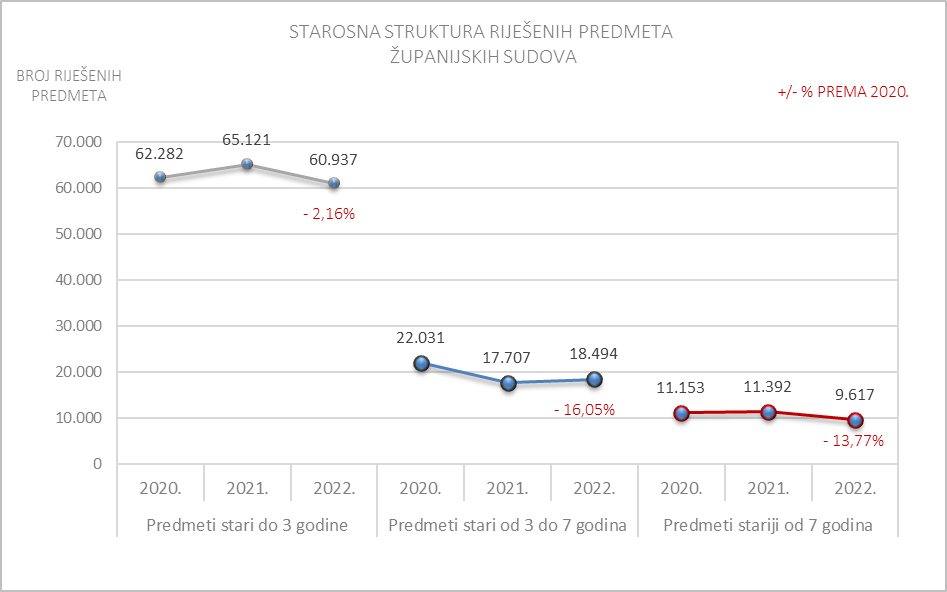 STAROSNA STRUKTURA RIJEŠENIH PREDMETA
ŽUPANIJSKIH SUDOVA
BROJ RIJEŠENIH
PREDMETA
+/- % PREMA 2020.
70.000
60.000
50.000
40.000
30.000
20.000
10.000
0
62.282
65.121
60.937
- 2,16%
22.031
17.707
18.494
- 16,05%
11.153
11.392
9.617
- 13,77%
2020. 2021. 2022. 2020. 2021. 2022. 2020. 2021. 2022.
Predmeti stari do 3 godine Predmeti stari od 3 do 7 godina Predmeti stariji od 7 godina